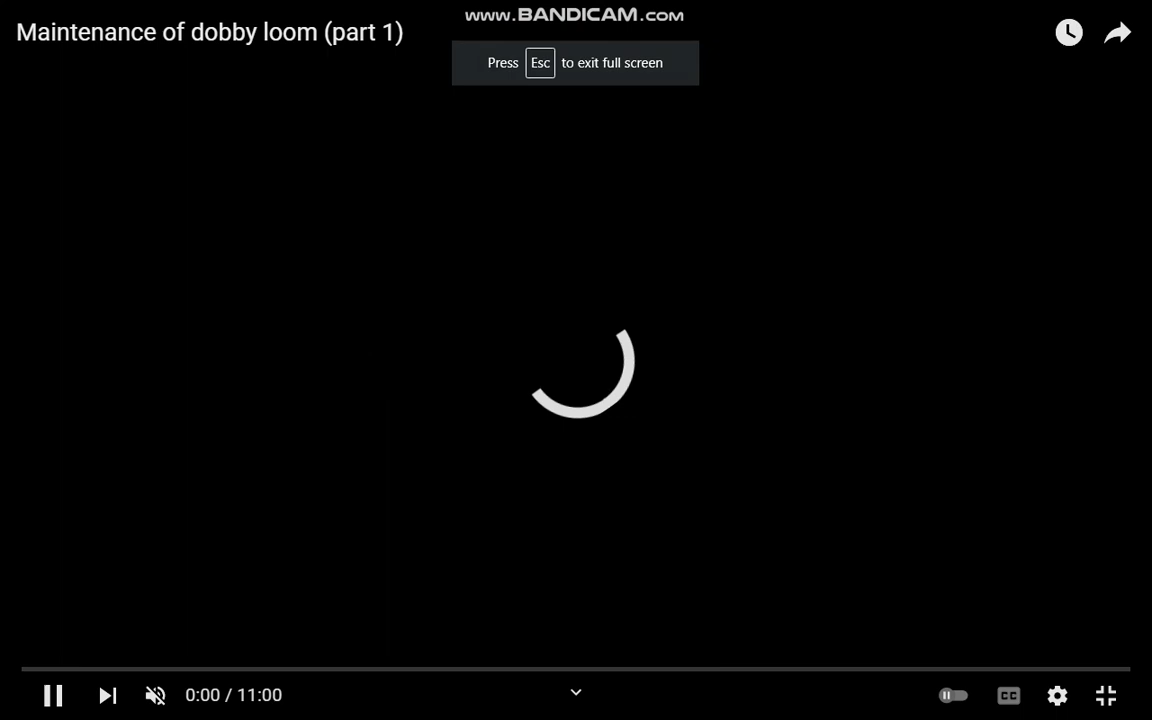 www.BANDICAM.com
Maintenance of dobby loom (part 1)
Press Esc to exit full screen
0:00 / 11:00
CC